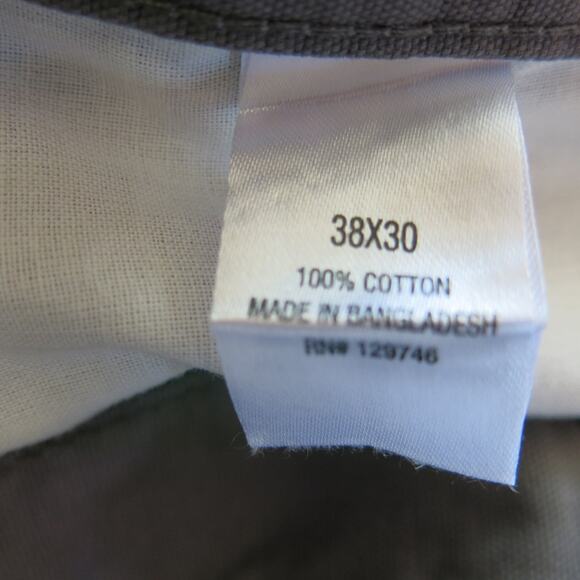 38X30
100% COTTON
MADE IN BANGLADESH
RN# 129746